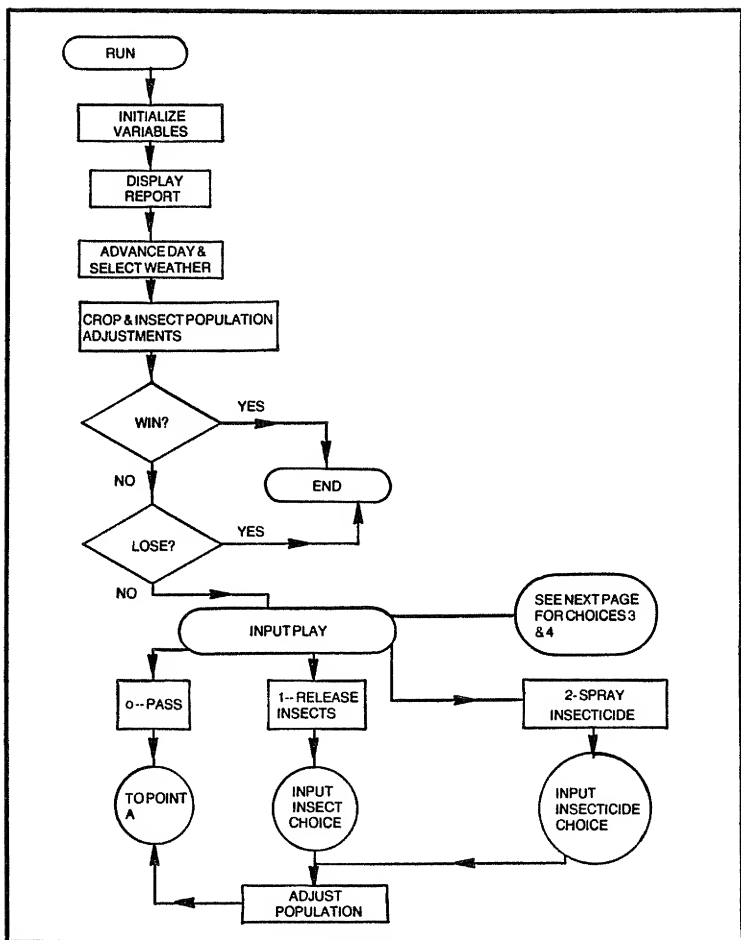 RUN
INITIALIZE
VARIABLES
DISPLAY
REPORT
ADVANCE DAY &
SELECT WEATHER
CROP & INSECT POPULATION
ADJUSTMENTS
WIN?
YES
NO
END
LOSE?
YES
NO
INPUT PLAY
SEE NEXT PAGE
FOR CHOICES 3
& 4
0--PASS
1--RELEASE
INSECTS
2-SPRAY
INSECTICIDE
TO POINT
A
INPUT
INSECT
CHOICE
INPUT
INSECTICIDE
CHOICE
ADJUST
POPULATION